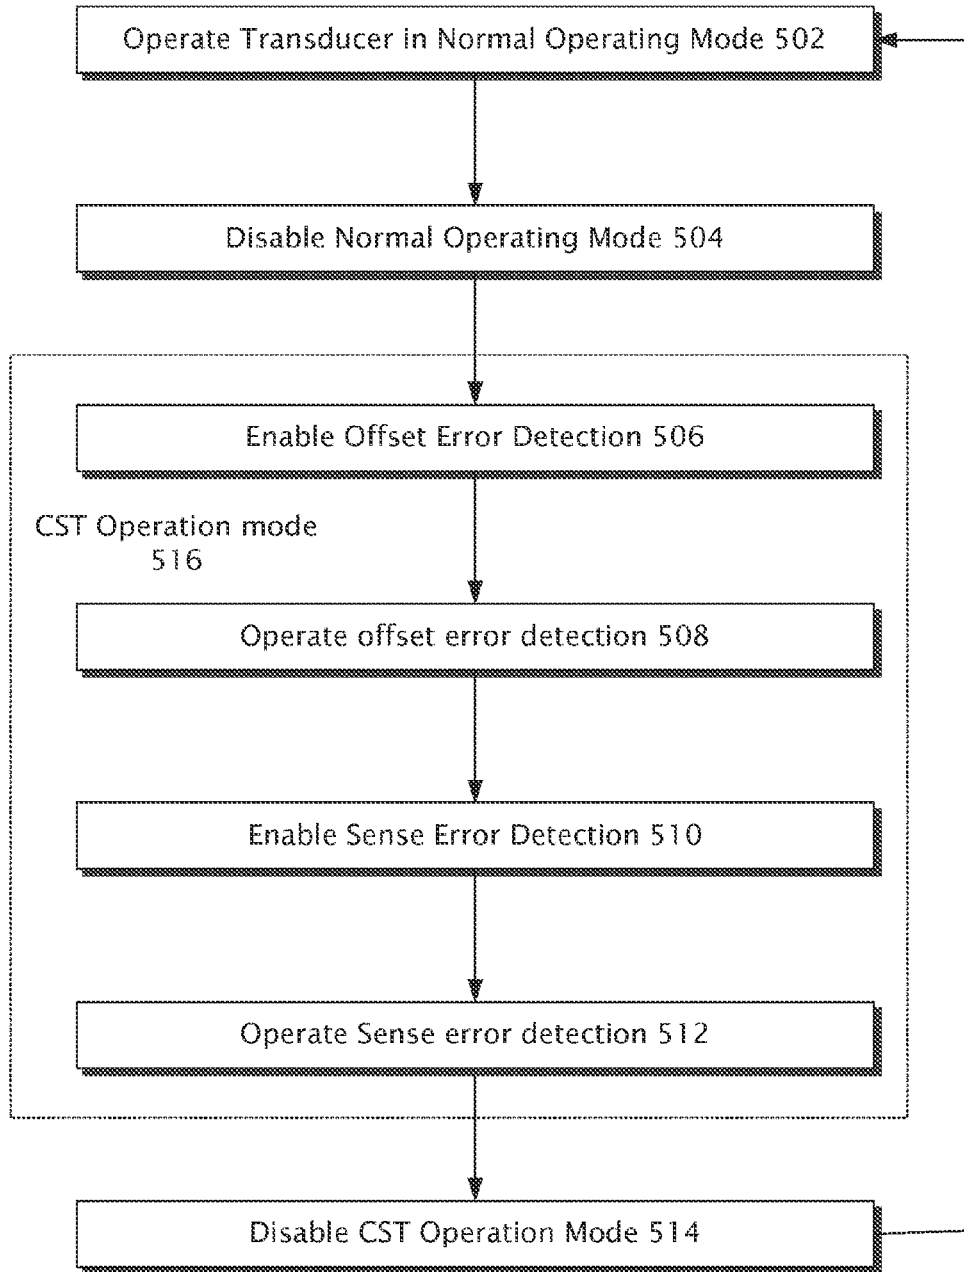 Operate Transducer in Normal Operating Mode 502
Disable Normal Operating Mode 504
Enable Offset Error Detection 506
CST Operation mode
516
Operate offset error detection 508
Enable Sense Error Detection 510
Operate Sense error detection 512
Disable CST Operation Mode 514